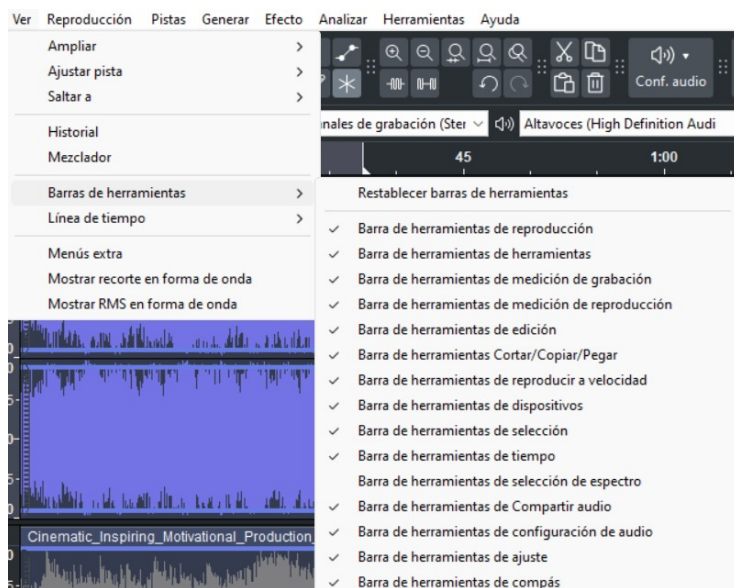 Ver Reproducción Pistas Generar Efecto Analizar Herramientas Ayuda
Ampliar
Ajustar pista
Saltar a
Historial
Mezclador
Barras de herramientas
Línea de tiempo
Menús extra
Mostrar recorte en forma de onda
Mostrar RMS en forma de onda
Conf. audio
nales de grabación (Ster
Altavoces (High Definition Audi
45 1:00
Restablecer barras de herramientas
Barra de herramientas de reproducción
Barra de herramientas de herramientas
Barra de herramientas de medición de grabación
Barra de herramientas de medición de reproducción
Barra de herramientas de edición
Barra de herramientas Cortar/Copiar/Pegar
Barra de herramientas de reproducir a velocidad
Barra de herramientas de dispositivos
Barra de herramientas de selección
Barra de herramientas de tiempo
Barra de herramientas de selección de espectro
Barra de herramientas de Compartir audio
Barra de herramientas de configuración de audio
Barra de herramientas de ajuste
Barra de herramientas de compás
Cinematic_Inspiring_Motivational_Production_